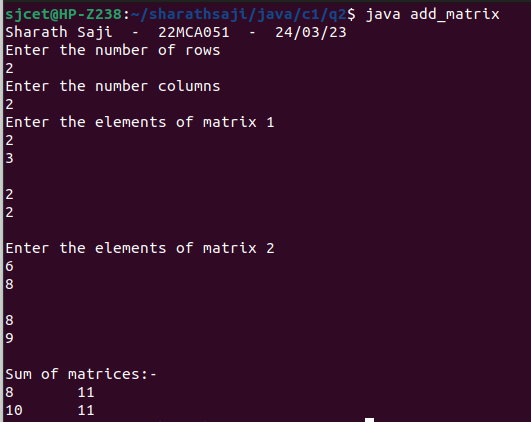 sjcet@HP-Z238:~/sharathsaji/java/c1/q2$ java add_matrix
Sharath Saji  -  22MCA051  -  24/03/23
Enter the number of rows
2
Enter the number columns
2
Enter the elements of matrix 1
2
3
2
2
Enter the elements of matrix 2
6
8
8
9
Sum of matrices:-
8       11
10      11